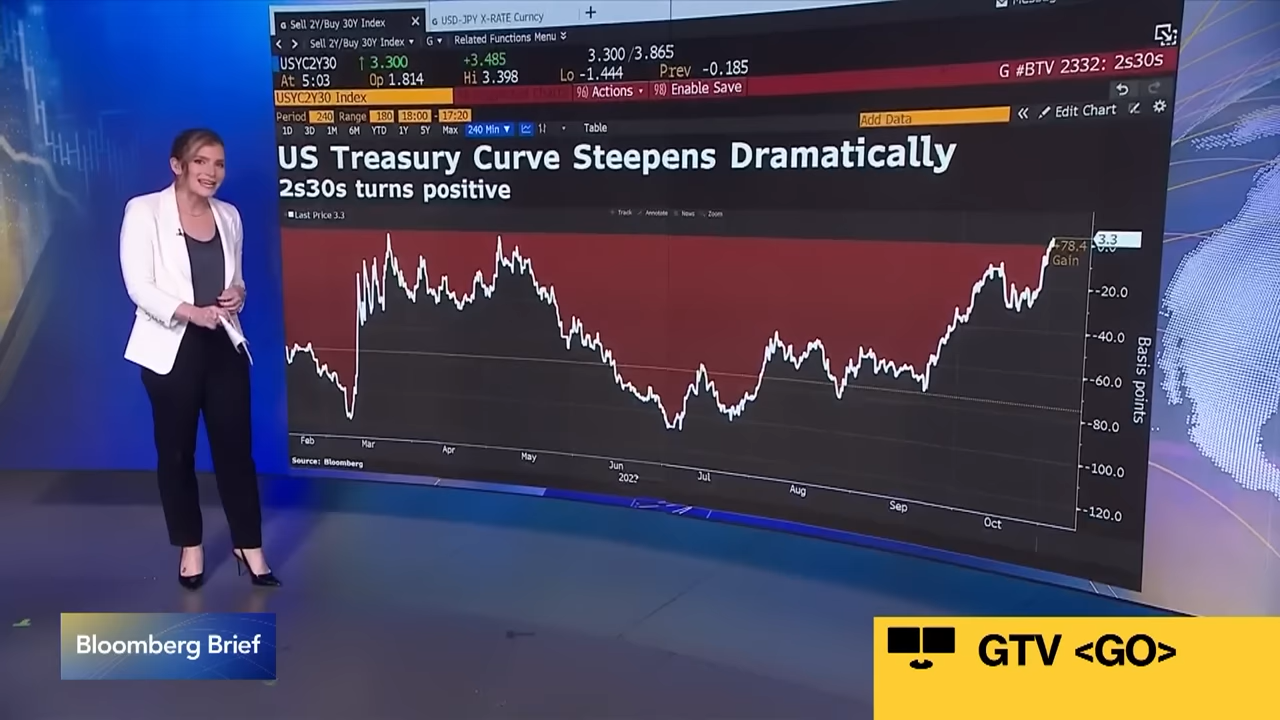 Sell 2Y/Buy 30Y Index
USD-JPY X-RATE Curncy
Sell 2Y/Buy 30Y Index
Related Functions Menu
USYC2Y30 ↑ 3.300 +3.485 3.300/3.865
At 5:03 Op 1.814 Hi 3.398 Lo -1.444 Prev -0.185
G #BTV 2332: 2s30s
USYC2Y30 Index
96) Actions 98) Enable Save
Period 240 Range 180 18:00 - 17:20
Add Data
Edit Chart
1D 3D 1M 6M YTD 1Y 5Y Max 240 Min Table
US Treasury Curve Steepens Dramatically
2s30s turns positive
Last Price 3.3
Track Annotate News Zoom
3.3
+78.4
Gain
-20.0
-40.0
-60.0
-80.0
-100.0
-120.0
Basis points
Feb Mar Apr May Jun Jul Aug Sep Oct
Source: Bloomberg
Bloomberg Brief
GTV <GO>